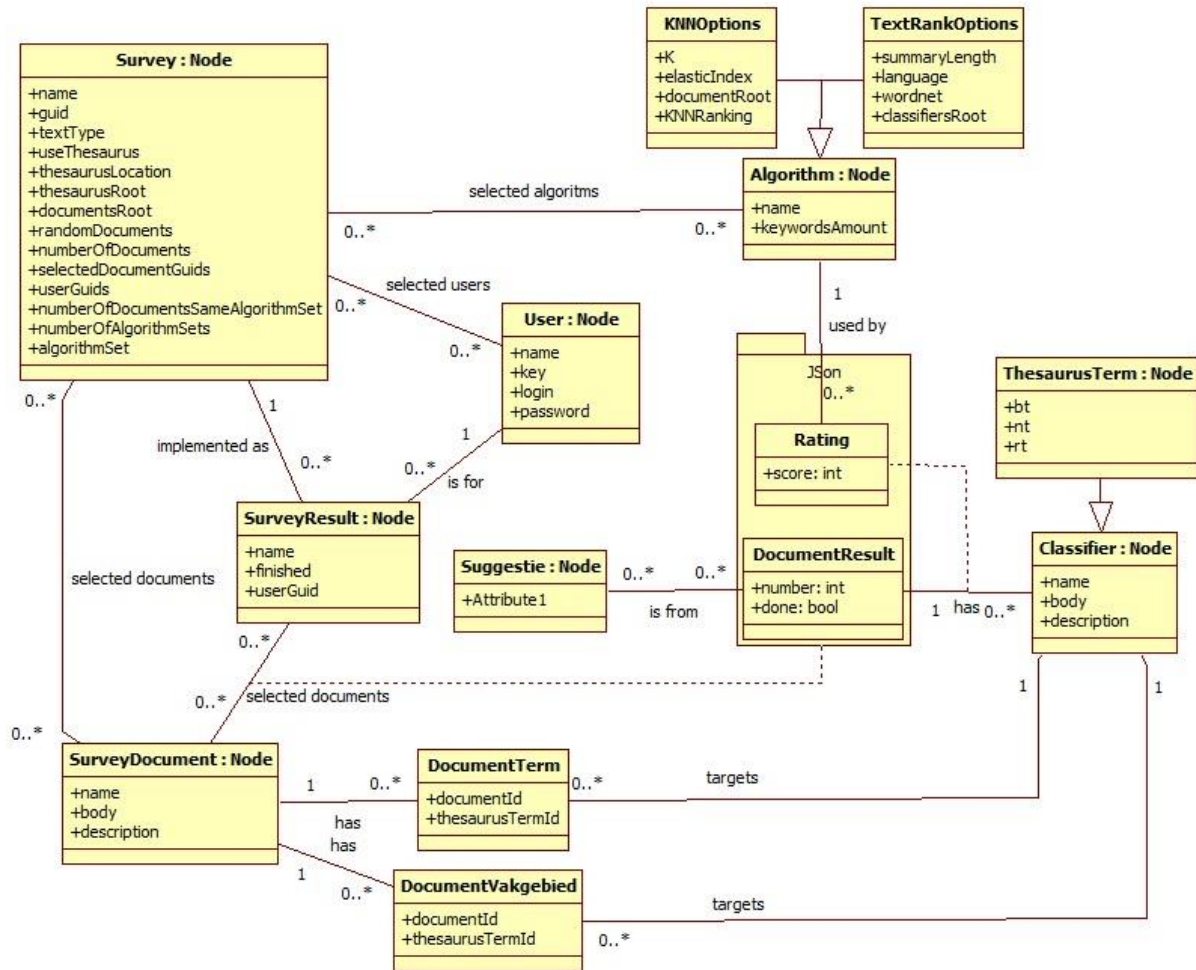 KNNOptions
+K
+elasticIndex
+documentRoot
+KNNRanking
TextRankOptions
+summaryLength
+language
+wordnet
+classifiersRoot
Survey : Node
+name
+guid
+textType
+useThesaurus
+thesaurusLocation
+thesaurusRoot
+documentsRoot
+randomDocuments
+numberOfDocuments
+selectedDocumentGuids
+userGuids
+numberOfDocumentsSameAlgorithmSet
+numberOfAlgorithmSets
+algorithmSet
selected algoritms
0..*
0..*
Algorithm : Node
+name
+keywordsAmount
selected users
0..*
0..*
User : Node
+name
+key
+login
+password
1
used by
JSon
0..*
Rating
+score: int
ThesaurusTerm : Node
+bt
+nt
+rt
0..*
1
implemented as
0..*
1
0..*
is for
SurveyResult : Node
+name
+finished
+userGuid
selected documents
Suggestie : Node
+Attribute1
0..*
0..*
is from
DocumentResult
+number: int
+done: bool
1
has
0..*
Classifier : Node
+name
+body
+description
0..*
0..*
selected documents
1
1
0..*
SurveyDocument : Node
+name
+body
+description
1
0..*
has
DocumentTerm
+documentId
+thesaurusTermId
0..*
targets
has
1
0..*
DocumentVakgebied
+documentId
+thesaurusTermId
targets
0..*